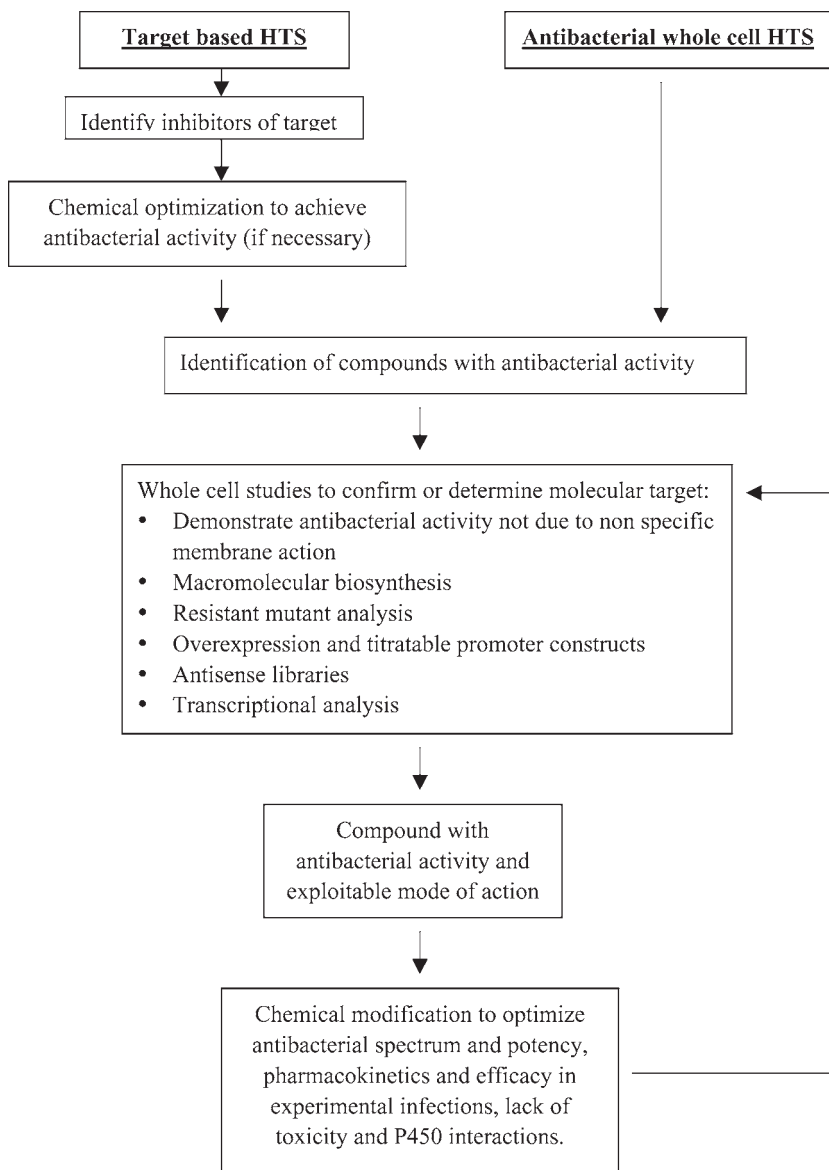 Target based HTS
Antibacterial whole cell HTS
Identify inhibitors of target
Chemical optimization to achieve
antibacterial activity (if necessary)
Identification of compounds with antibacterial activity
Whole cell studies to confirm or determine molecular target:
• Demonstrate antibacterial activity not due to non specific
membrane action
• Macromolecular biosynthesis
• Resistant mutant analysis
• Overexpression and titratable promoter constructs
• Antisense libraries
• Transcriptional analysis
Compound with
antibacterial activity and
exploitable mode of action
Chemical modification to optimize
antibacterial spectrum and potency,
pharmacokinetics and efficacy in
experimental infections, lack of
toxicity and P450 interactions.